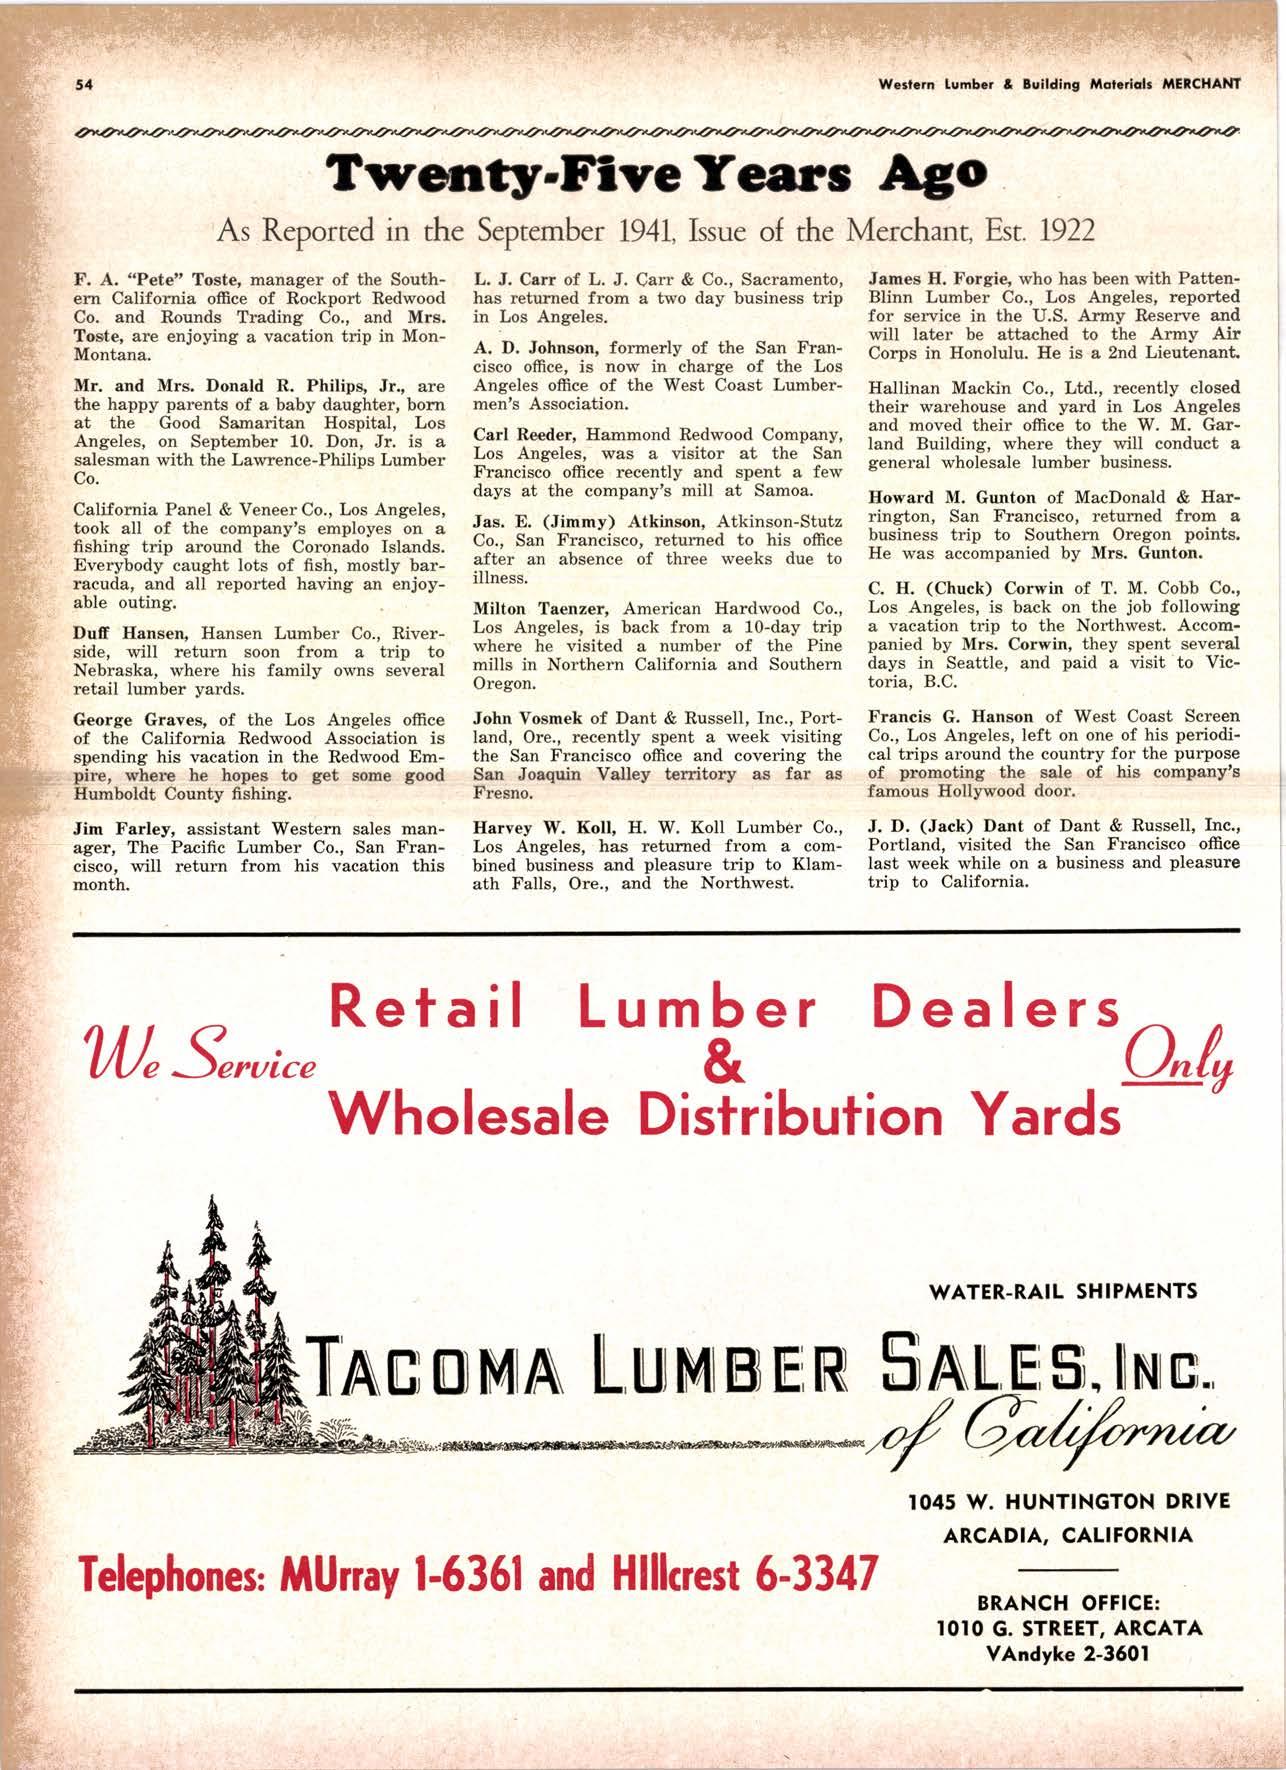 54
Western Lumber & Building Materials MERCHANT
Twenty-Five Years Ago
As Reported in the September 1941, Issue of the Merchant, Est. 1922
F. A. “Pete” Toste, manager of the South-
ern California office of Rockport Redwood
Co. and Rounds Trading Co., and Mrs.
Toste, are enjoying a vacation trip in Mon-
Montana.
Mr. and Mrs. Donald R. Philips, Jr., are
the happy parents of a baby daughter, born
at the Good Samaritan Hospital, Los
Angeles, on September 10. Don, Jr. is a
salesman with the Lawrence-Philips Lumber
Co.
California Panel & Veneer Co., Los Angeles,
took all of the company's employes on a
fishing trip around the Coronado Islands.
Everybody caught lots of fish, mostly bar-
racuda, and all reported having an enjoy-
able outing.
Duff Hansen, Hansen Lumber Co., River-
side, will return soon from a trip to
Nebraska, where his family owns several
retail lumber yards.
George Graves, of the Los Angeles office
of the California Redwood Association is
spending his vacation in the Redwood Em-
pire, where he hopes to get some good
Humboldt County fishing.
Jim Farley, assistant Western sales man-
ager, The Pacific Lumber Co., San Fran-
cisco, will return from his vacation this
month.
L. J. Carr of L. J. Carr & Co., Sacramento,
has returned from a two day business trip
in Los Angeles.
A. D. Johnson, formerly of the San Fran-
cisco office, is now in charge of the Los
Angeles office of the West Coast Lumber-
men's Association.
Carl Reeder, Hammond Redwood Company,
Los Angeles, was a visitor at the San
Francisco office recently and spent a few
days at the company's mill at Samoa.
Jas. E. (Jimmy) Atkinson, Atkinson-Stutz
Co., San Francisco, returned to his office
after an absence of three weeks due to
illness.
Milton Taenzer, American Hardwood Co.,
Los Angeles, is back from a 10-day trip
where he visited a number of the Pine
mills in Northern California and Southern
Oregon.
John Vosmek of Dant & Russell, Inc., Port-
land, Ore., recently spent a week visiting
the San Francisco office and covering the
San Joaquin Valley territory as far as
Fresno.
Harvey W. Koll, H. W. Koll Lumber Co.,
Los Angeles, has returned from a com-
bined business and pleasure trip to Klam-
ath Falls, Ore., and the Northwest.
James H. Forgie, who has been with Patten-
Blinn Lumber Co., Los Angeles, reported
for service in the U.S. Army Reserve and
will later be attached to the Army Air
Corps in Honolulu. He is a 2nd Lieutenant.
Hallinan Mackin Co., Ltd., recently closed
their warehouse and yard in Los Angeles
and moved their office to the W. M. Gar-
land Building, where they will conduct a
general wholesale lumber business.
Howard M. Gunton of MacDonald & Har-
rington, San Francisco, returned from a
business trip to Southern Oregon points.
He was accompanied by Mrs. Gunton.
C. H. (Chuck) Corwin of T. M. Cobb Co.,
Los Angeles, is back on the job following
a vacation trip to the Northwest. Accom-
panied by Mrs. Corwin, they spent several
days in Seattle, and paid a visit to Vic-
toria, B.C.
Francis G. Hanson of West Coast Screen
Co., Los Angeles, left on one of his periodi-
cal trips around the country for the purpose
of promoting the sale of his company's
famous Hollywood door.
J. D. (Jack) Dant of Dant & Russell, Inc.,
Portland, visited the San Francisco office
last week while on a business and pleasure
trip to California.
We Service
Retail Lumber Dealers
&
Wholesale Distribution Yards
Only
WATER-RAIL SHIPMENTS
TACOMA LUMBER SALES, INC.
of California
1045 W. HUNTINGTON DRIVE
ARCADIA, CALIFORNIA
Telephones: MUrray 1-6361 and HIllcrest 6-3347
BRANCH OFFICE:
1010 G. STREET, ARCATA
VAndyke 2-3601